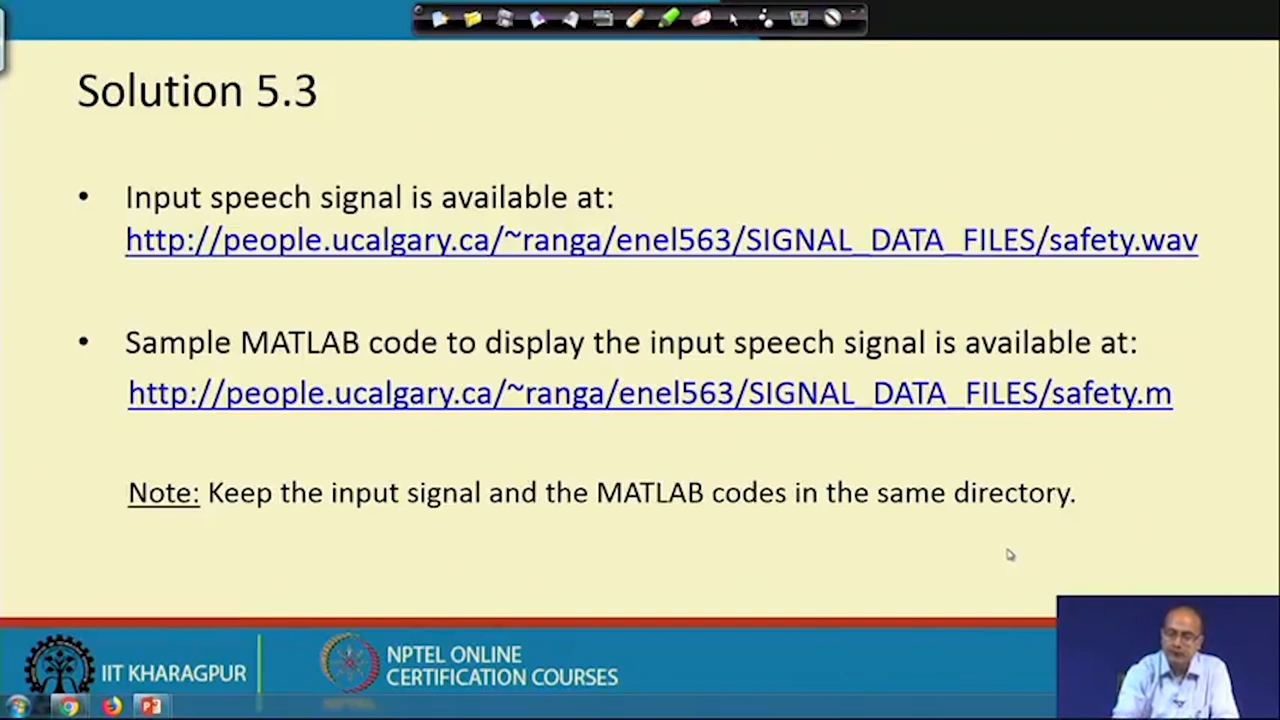 Solution 5.3
• Input speech signal is available at:
http://people.ucalgary.ca/~ranga/enel563/SIGNAL_DATA_FILES/safety.wav
• Sample MATLAB code to display the input speech signal is available at:
http://people.ucalgary.ca/~ranga/enel563/SIGNAL_DATA_FILES/safety.m
Note: Keep the input signal and the MATLAB codes in the same directory.
IIT KHARAGPUR
NPTEL ONLINE
CERTIFICATION COURSES